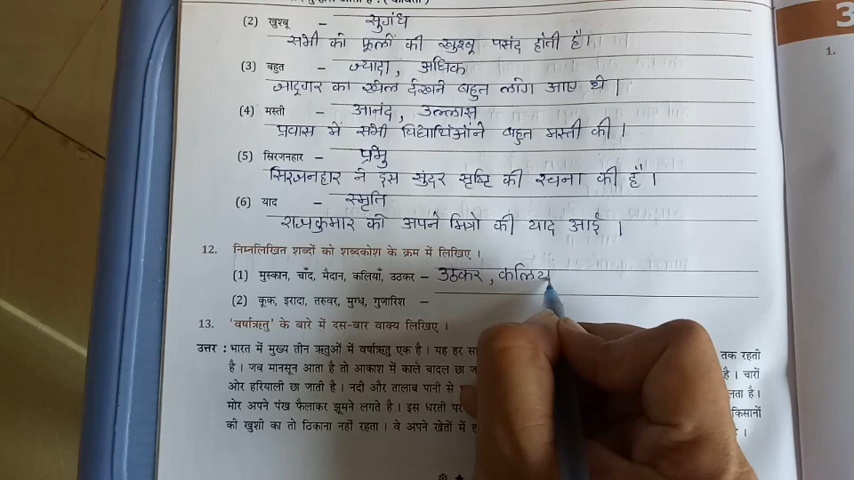 (2) खुश्बू – सुगंध
सभी को फूलों की खुश्बू पसंद होती है।
(3) बहुत – ज्यादा, अधिक
जादूगर का खेल देखने बहुत लोग आए थे।
(4) मस्ती – आनंद, उल्लास
प्रवास में सभी विद्यार्थिओंने बहुत मस्ती की।
(5) सिरजनहार – प्रभु
सिरजनहार ने इस सुंदर सृष्टि की रचना की है।
(6) याद – स्मृति
राजकुमार को अपने मित्रो की याद आई।
12. निम्नलिखित शब्दों को शब्दकोश के क्रम में लिखिए।
(1) मुस्कान, चाँद, मैदान, कलियाँ, उठकर – उठकर, कलिय
(2) कूक, इरादा, तरुवर, मुग्ध, गुजारिश –
13. 'वर्षाऋतु' के बारे में दस-बार वाक्य लिखिए।
उत्तर : भारत में मुख्य तीन ऋतुओं में वर्षाऋतु एक है। यह हर तक रहती
है। जब मानसून आता है तो आकाश में काले बादल छा है। चारों
ओर हरियाली छा जाती है। नदी और तालाब पानी से
मोर अपने पंख फैलाकर झूमने लगते है। इस धरती पर किसानों
की खुशी का तो ठिकाना नहीं रहता। वे अपने खेतों में
3
1.